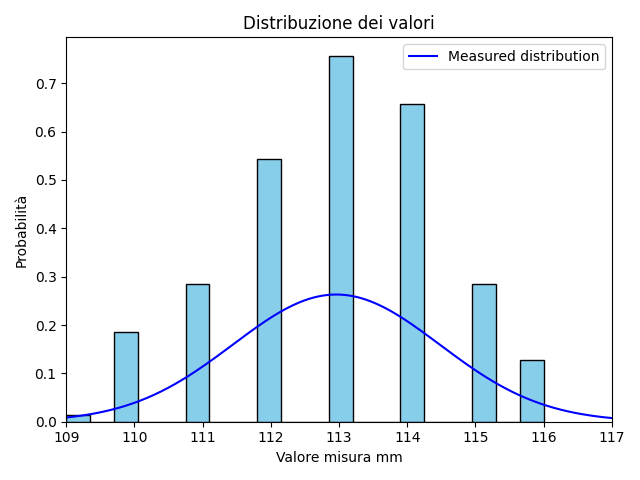 Distribuzione dei valori
Measured distribution
Probabilità
0.7
0.6
0.5
0.4
0.3
0.2
0.1
0.0
109 110 111 112 113 114 115 116 117
Valore misura mm